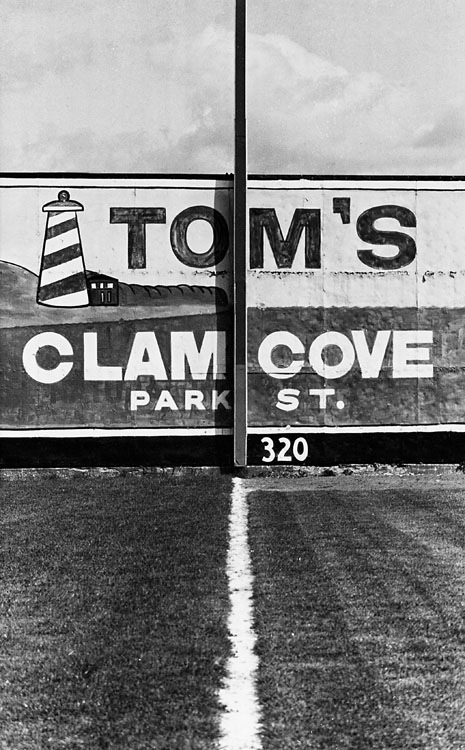 TOM'S
CLAM COVE
PARK ST.
320